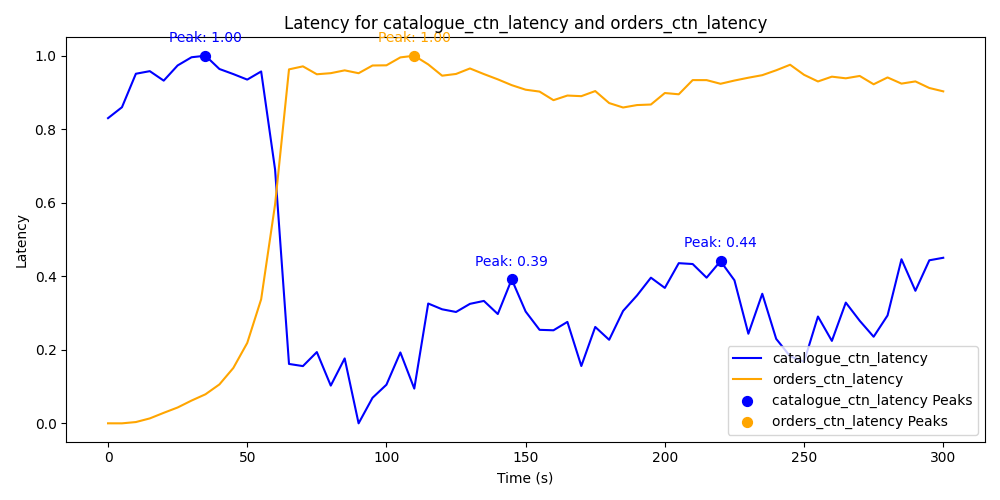 Latency for catalogue_ctn_latency and orders_ctn_latency
Peak: 1.00
Peak: 1.00
Peak: 0.39
Peak: 0.44
Latency
1.0
0.8
0.6
0.4
0.2
0.0
0
50
100
150
200
250
300
Time (s)
catalogue_ctn_latency
orders_ctn_latency
catalogue_ctn_latency Peaks
orders_ctn_latency Peaks